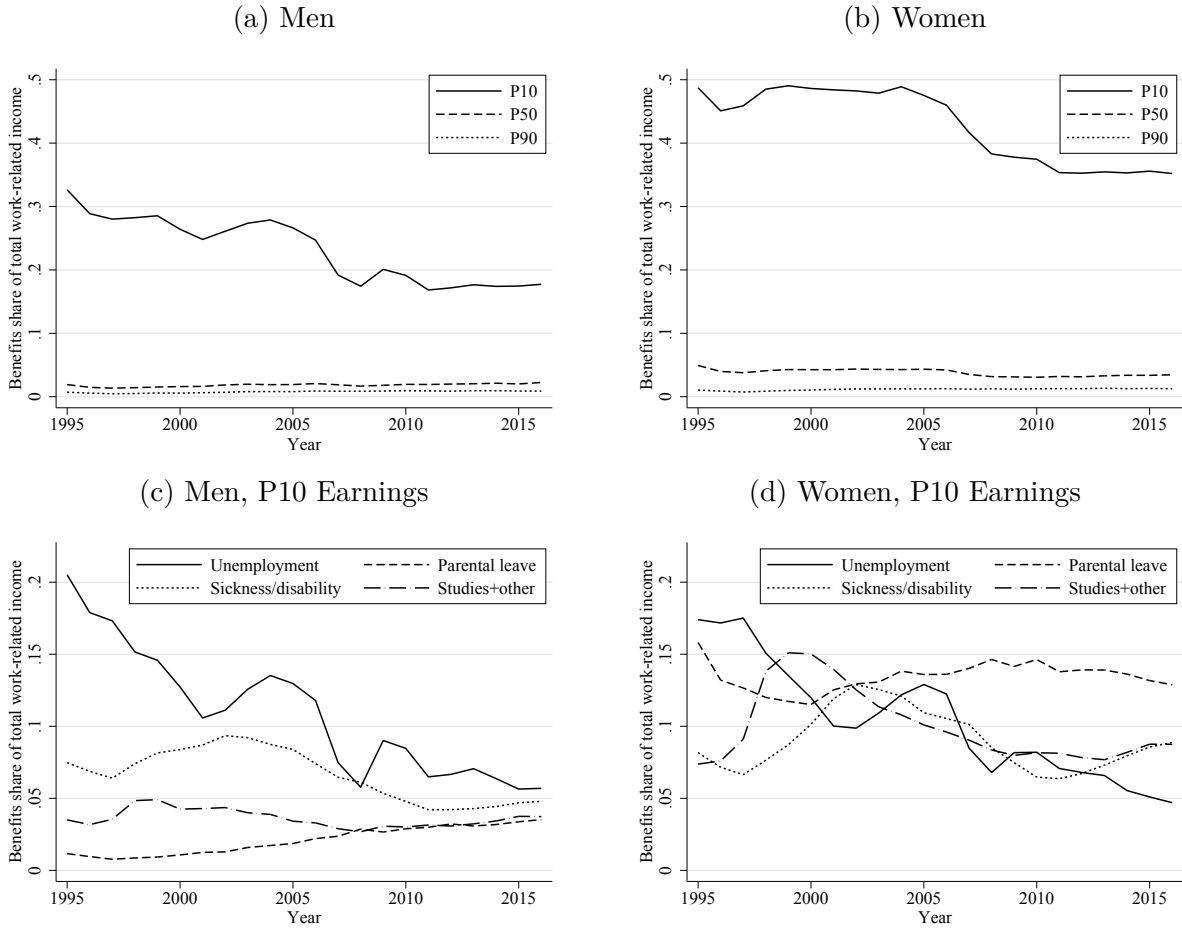 (a) Men
Benefits share of total work-related income
0 .1 .2 .3 .4 .5
P10
P50
P90
1995 2000 2005 2010 2015
Year
(b) Women
Benefits share of total work-related income
0 .1 .2 .3 .4 .5
P10
P50
P90
1995 2000 2005 2010 2015
Year
(c) Men, P10 Earnings
Benefits share of total work-related income
0 .05 .1 .15 .2
Unemployment Parental leave
Sickness/disability Studies+other
1995 2000 2005 2010 2015
Year
(d) Women, P10 Earnings
Benefits share of total work-related income
0 .05 .1 .15 .2
Unemployment Parental leave
Sickness/disability Studies+other
1995 2000 2005 2010 2015
Year